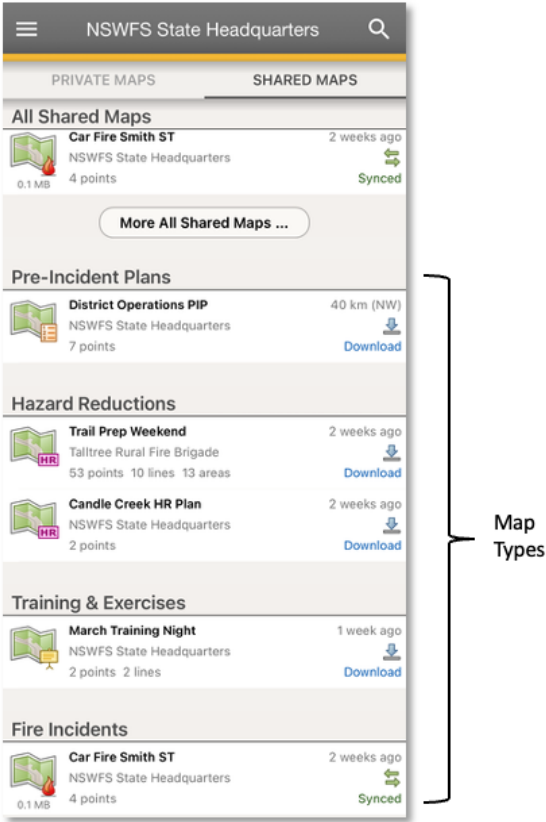 NSWFS State Headquarters
PRIVATE MAPS SHARED MAPS
All Shared Maps
Car Fire Smith ST 2 weeks ago
NSWFS State Headquarters
4 points Synced
0.1 MB
More All Shared Maps ...
Pre-Incident Plans
District Operations PIP 40 km (NW)
NSWFS State Headquarters
7 points Download
Hazard Reductions
Trail Prep Weekend 2 weeks ago
Talltree Rural Fire Brigade
HR
53 points 10 lines 13 areas Download
Candle Creek HR Plan 2 weeks ago
NSWFS State Headquarters
HR
2 points Download
Map
Types
Training & Exercises
March Training Night 1 week ago
NSWFS State Headquarters
2 points 2 lines Download
Fire Incidents
Car Fire Smith ST 2 weeks ago
NSWFS State Headquarters
4 points Synced
0.1 MB